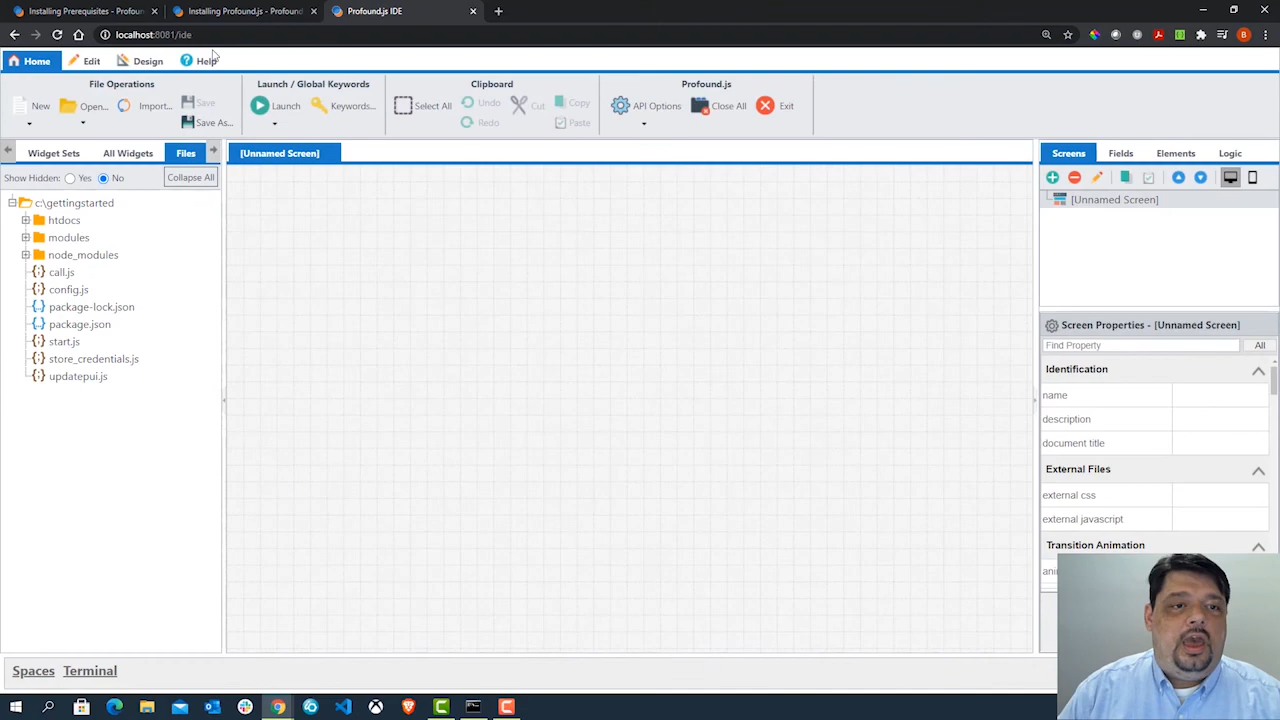 Installing Prerequisites - Profoun
Installing Profound.js - Profound
Profound.js IDE
localhost:8081/ide
Home
Edit
Design
Help
File Operations
New
Open...
Import...
Save
Save As...
Launch / Global Keywords
Launch
Keywords...
Clipboard
Select All
Undo
Redo
Cut
Copy
Paste
Profound.js
API Options
Close All
Exit
Widget Sets
All Widgets
Files
Show Hidden:
Yes
No
Collapse All
c:\gettingstarted
htdocs
modules
node_modules
call.js
config.js
package-lock.json
package.json
start.js
store_credentials.js
updatepui.js
[Unnamed Screen]
Screens
Fields
Elements
Logic
[Unnamed Screen]
Screen Properties - [Unnamed Screen]
Find Property
All
Identification
name
description
document title
External Files
external css
external javascript
Transition Animation
Spaces
Terminal